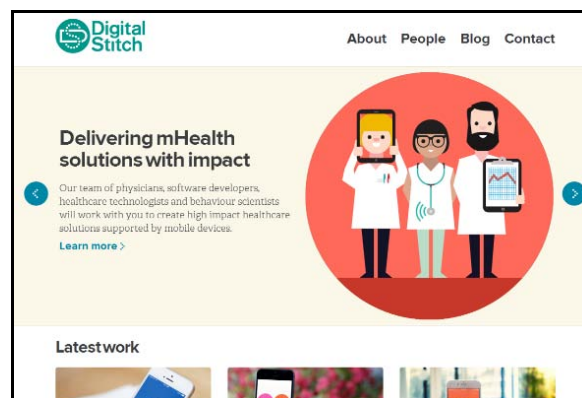 Digital
Stitch
About People Blog Contact
Delivering mHealth
solutions with impact
Our team of physicians, software developers,
healthcare technologists and behaviour scientists
will work with you to create high impact healthcare
solutions supported by mobile devices.
Learn more >
Latest work